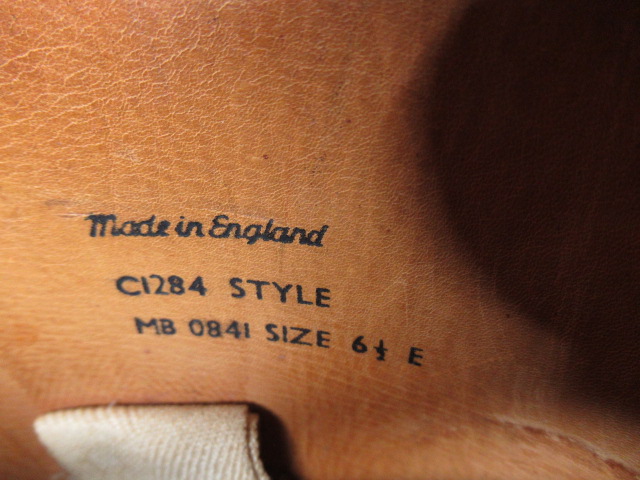 Made in England
C1284 STYLE
MB 0841 SIZE 6½ E